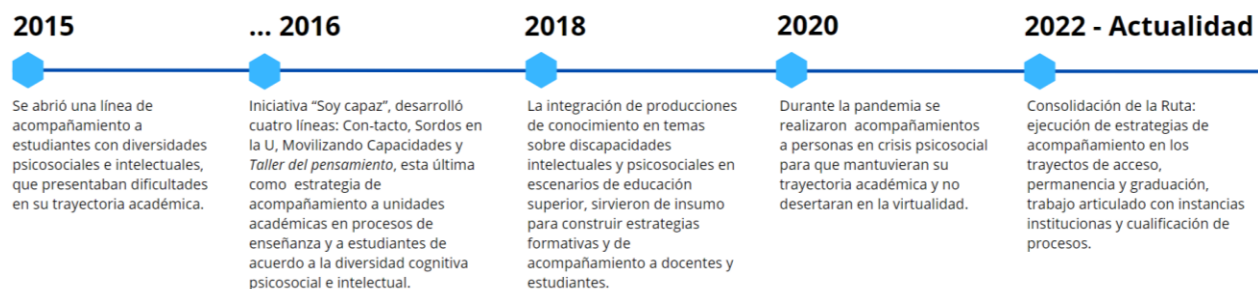 2015
Se abrió una línea de
acompañamiento a
estudiantes con diversidades
psicosociales e intelectuales,
que presentaban dificultades
en su trayectoria académica.
... 2016
Iniciativa “Soy capaz”, desarrolló
cuatro líneas: Con-tacto, Sordos en
la U, Movilizando Capacidades y
Taller del pensamiento, esta última
como estrategia de
acompañamiento a unidades
académicas en procesos de
enseñanza y a estudiantes de
acuerdo a la diversidad cognitiva
psicosocial e intelectual.
2018
La integración de producciones
de conocimiento en temas
sobre discapacidades
intelectuales y psicosociales en
escenarios de educación
superior, sirvieron de insumo
para construir estrategias
formativas y de
acompañamiento a docentes y
estudiantes.
2020
Durante la pandemia se
realizaron acompañamientos
a personas en crisis psicosocial
para que mantuvieran su
trayectoria académica y no
desertaran en la virtualidad.
2022 - Actualidad
Consolidación de la Ruta:
ejecución de estrategias de
acompañamiento en los
trayectos de acceso,
permanencia y graduación,
trabajo articulado con instancias
institucionas y cualificación de
procesos.